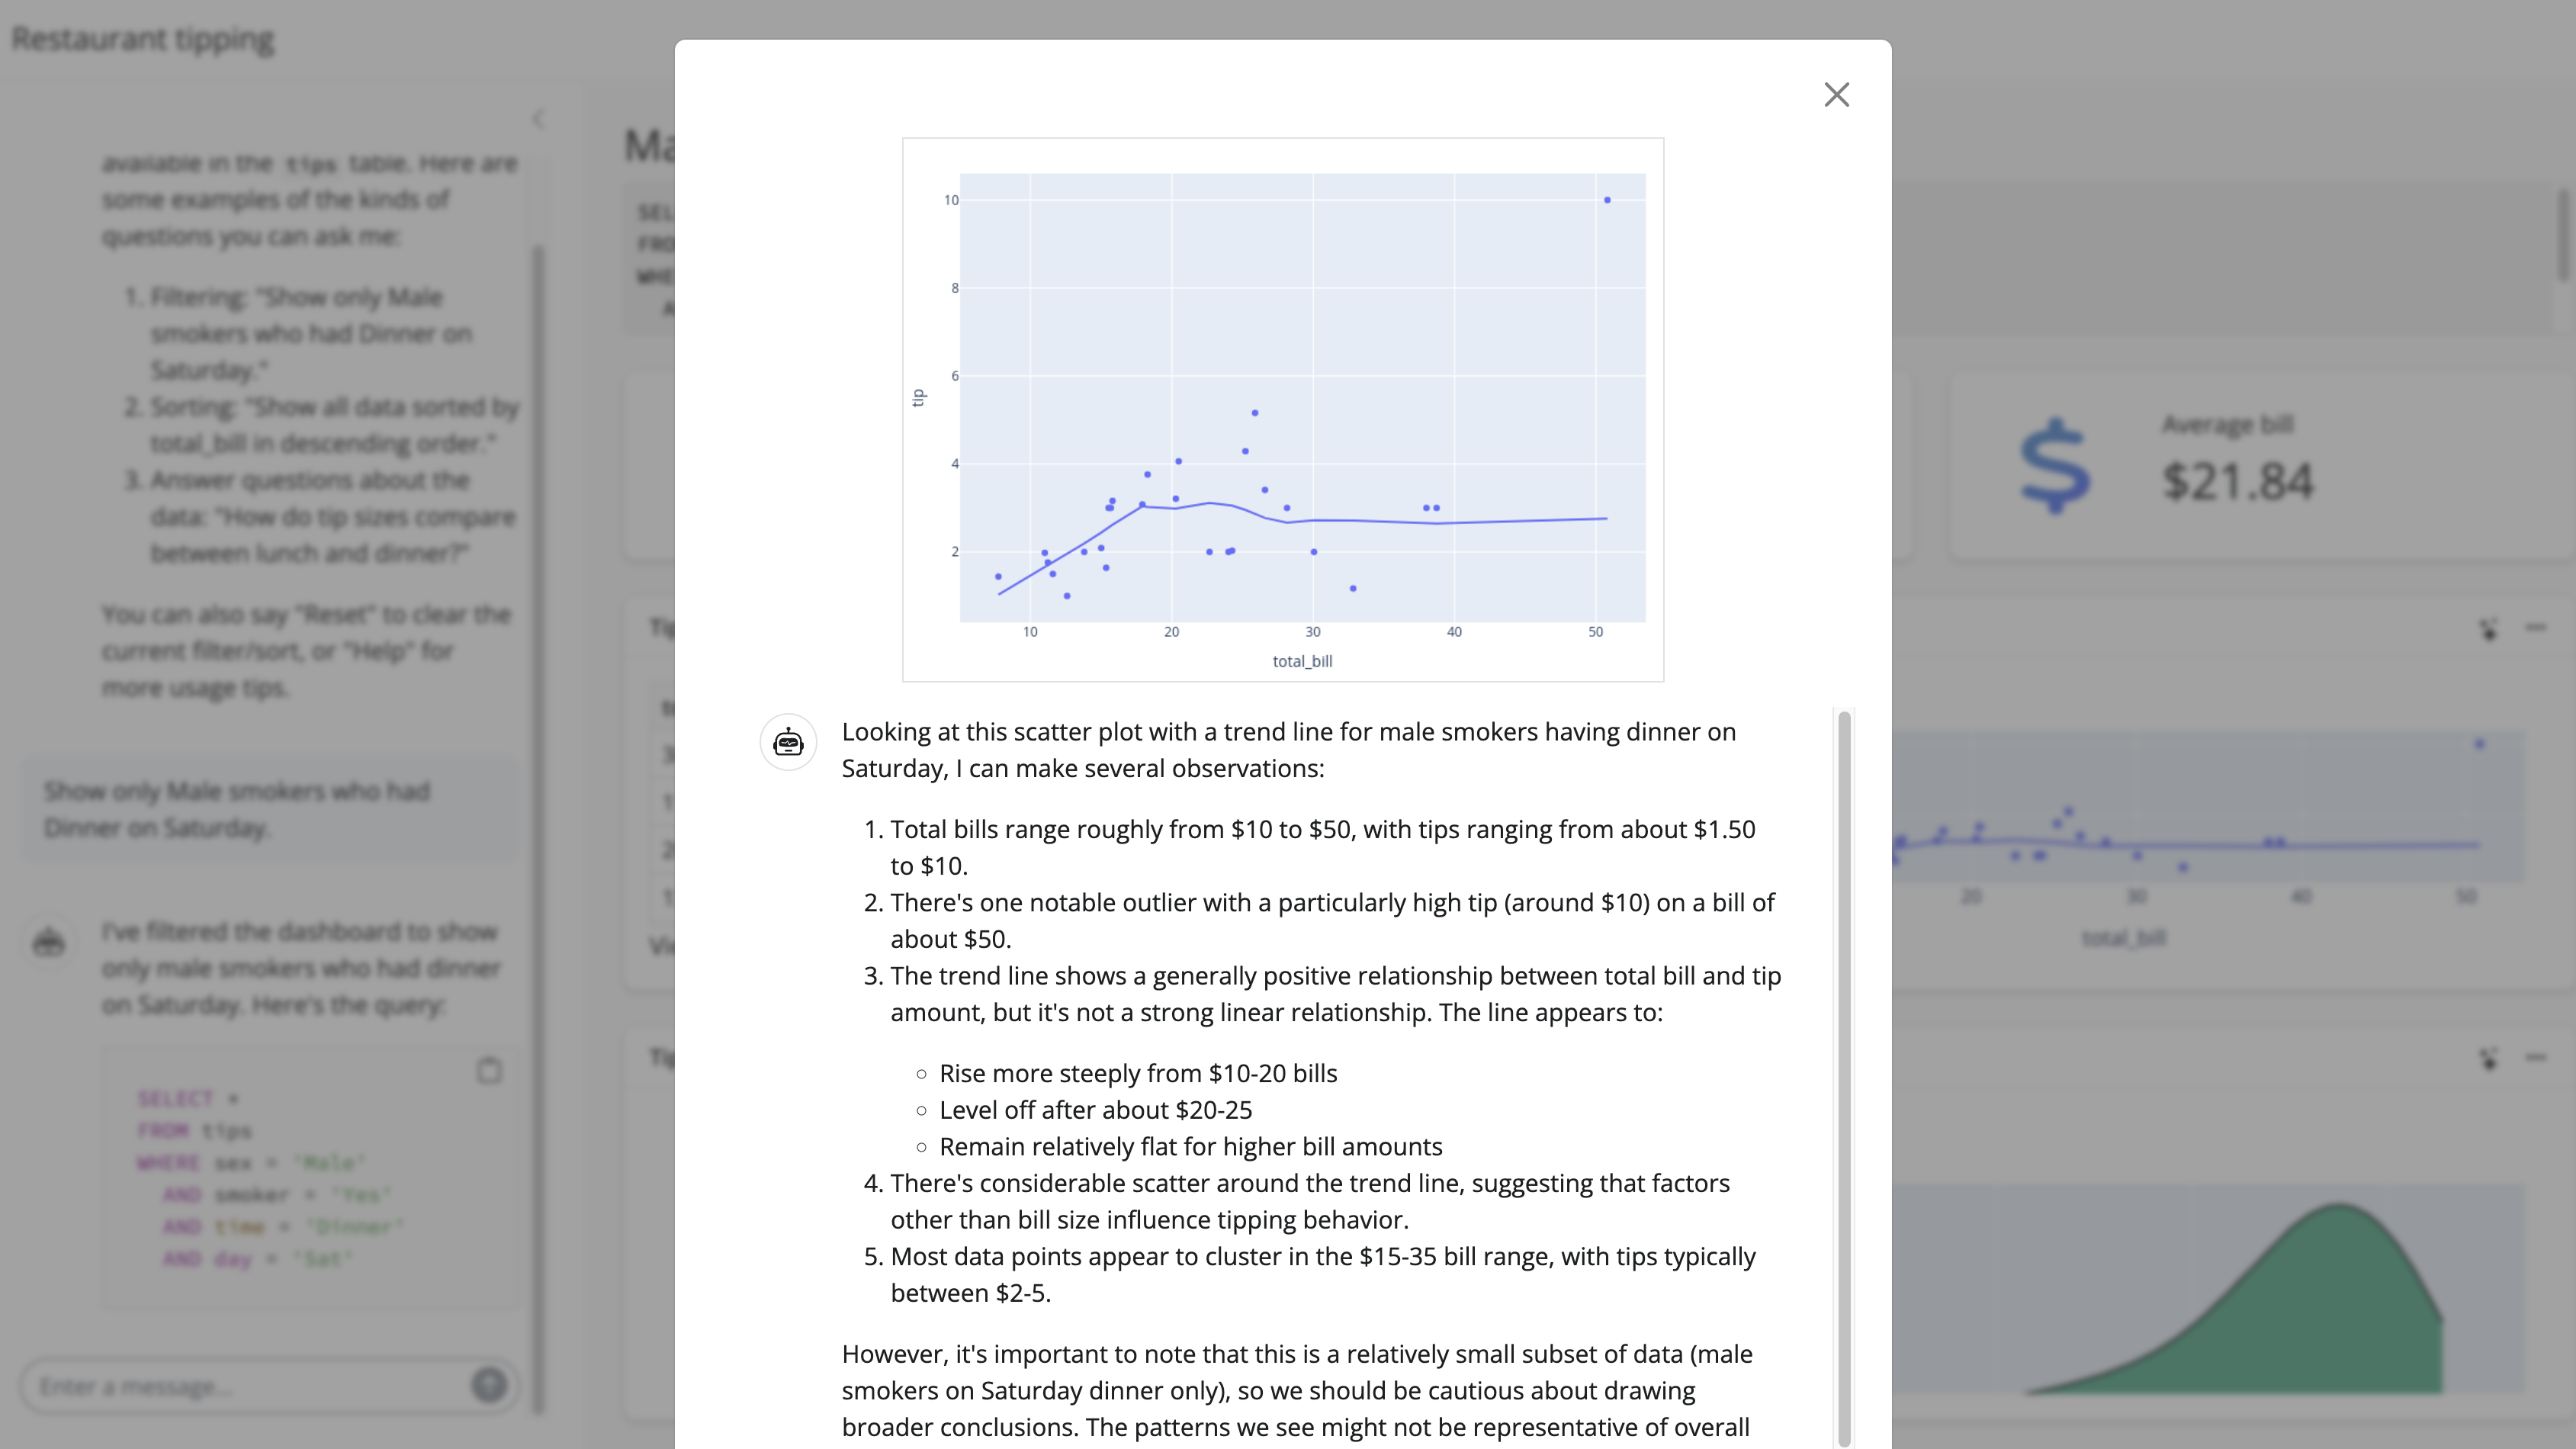 Restaurant tipping
available in the tips table. Here are
some examples of the kinds of
questions you can ask me:
1. Filtering: "Show only Male
smokers who had Dinner on
Saturday."
2. Sorting: "Show all data sorted by
total_bill in descending order."
3. Answer questions about the
data: "How do tip sizes compare
between lunch and dinner?"
You can also say "Reset" to clear the
current filter/sort, or "Help" for
more usage tips.
Show only Male smokers who had
Dinner on Saturday.
I've filtered the dashboard to show
only male smokers who had dinner
on Saturday. Here's the query:
SELECT *
FROM tips
WHERE sex = 'Male'
AND smoker = 'Yes'
AND time = 'Dinner'
AND day = 'Sat'
Enter a message...
10
8
6
4
2
tip
10 20 30 40 50
total_bill
Looking at this scatter plot with a trend line for male smokers having dinner on
Saturday, I can make several observations:
1. Total bills range roughly from $10 to $50, with tips ranging from about $1.50
to $10.
2. There's one notable outlier with a particularly high tip (around $10) on a bill of
about $50.
3. The trend line shows a generally positive relationship between total bill and tip
amount, but it's not a strong linear relationship. The line appears to:
◦ Rise more steeply from $10-20 bills
◦ Level off after about $20-25
◦ Remain relatively flat for higher bill amounts
4. There's considerable scatter around the trend line, suggesting that factors
other than bill size influence tipping behavior.
5. Most data points appear to cluster in the $15-35 bill range, with tips typically
between $2-5.
However, it's important to note that this is a relatively small subset of data (male
smokers on Saturday dinner only), so we should be cautious about drawing
broader conclusions. The patterns we see might not be representative of overall
Average bill
$21.84
20 30 40 50
total_bill